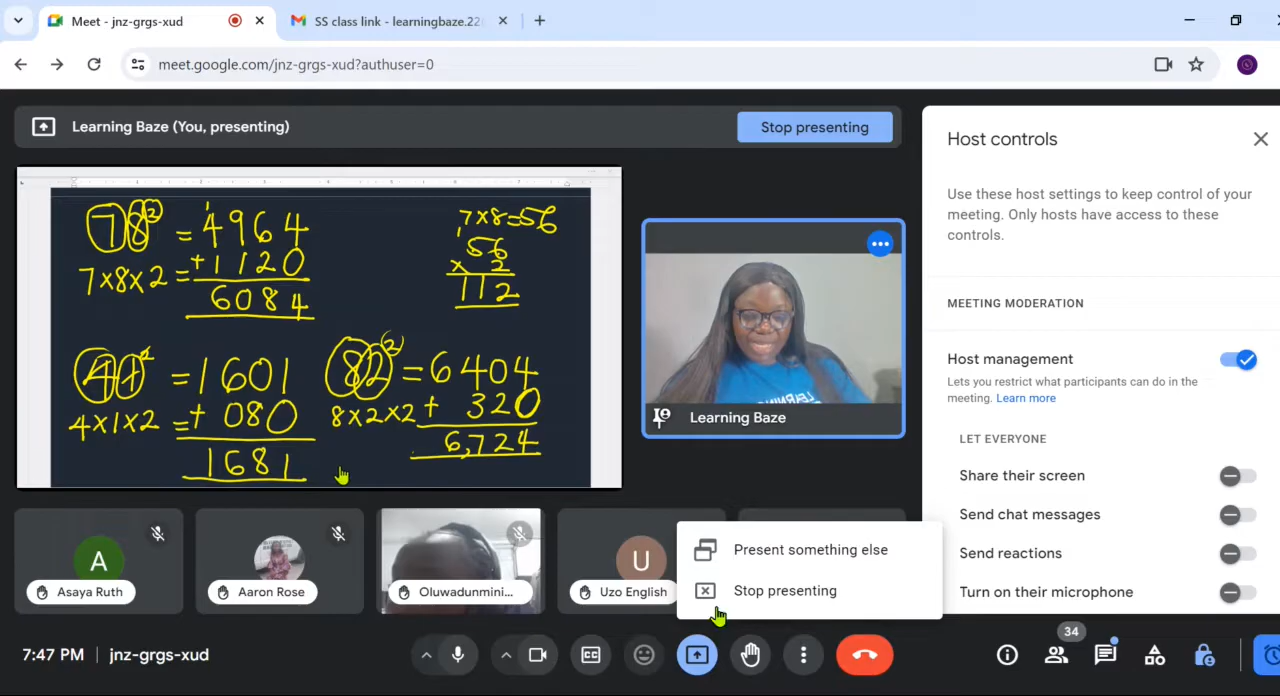 Meet - jnz-grgs-xud
SS class link - learningbaze.22
meet.google.com/jnz-grgs-xud?authuser=0
Learning Baze (You, presenting)
Stop presenting
78² = 4964
7x8x2 = +1120
6084
7x8=56
56
x 2
112
41² = 1601
4x1x2 = + 080
1681
82² = 6404
8x2x2 + 320
6,724
Learning Baze
Host controls
Use these host settings to keep control of your
meeting. Only hosts have access to these
controls.
MEETING MODERATION
Host management
Lets you restrict what participants can do in the
meeting. Learn more
LET EVERYONE
Share their screen
Send chat messages
Send reactions
Turn on their microphone
A
Asaya Ruth
Aaron Rose
Oluwadunmini...
U
Uzo English
Present something else
Stop presenting
7:47 PM | jnz-grgs-xud
CC
34